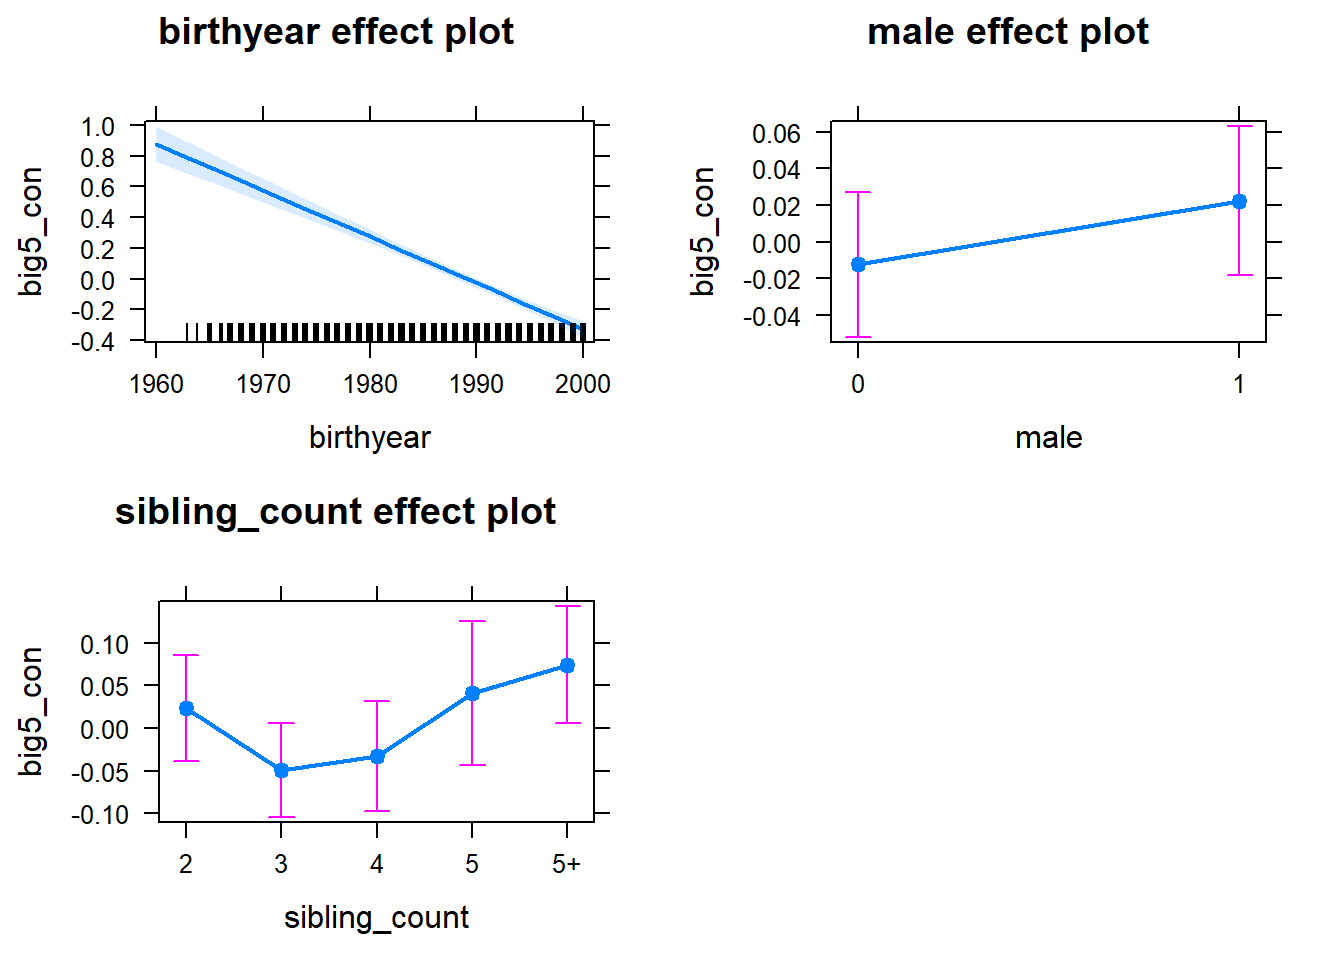 birthyear effect plot
big5_con
1.0
0.8
0.6
0.4
0.2
0.0
-0.2
-0.4
1960 1970 1980 1990 2000
birthyear
male effect plot
big5_con
0.06
0.04
0.02
0.00
-0.02
-0.04
0 1
male
sibling_count effect plot
big5_con
0.10
0.05
0.00
-0.05
-0.10
2 3 4 5 5+
sibling_count